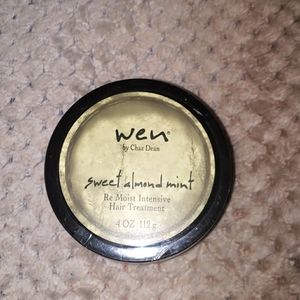 wen®
by Chaz Dean
sweet almond mint
Re Moist Intensive
Hair Treatment
4 OZ 112 g